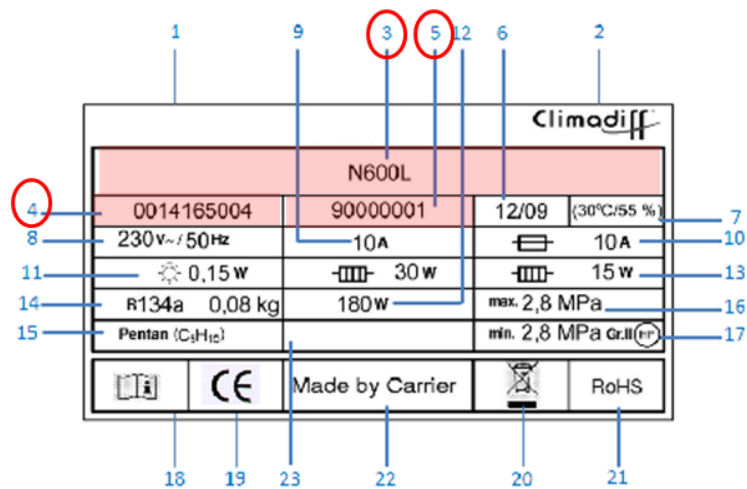 1 9 3 5 12 6 2
Climadiff
N600L
4 0014165004 90000001 12/09 (30°C/55 %) 7
8 230V~/50Hz 10A 10A 10
11 0,15 W 30 W 15 W 13
14 R134a 0,08 kg 180W max. 2,8 MPa 16
15 Pentan (C5H10) min. 2,8 MPa Gr.II 17
CE Made by Carrier RoHS
18 19 23 22 20 21